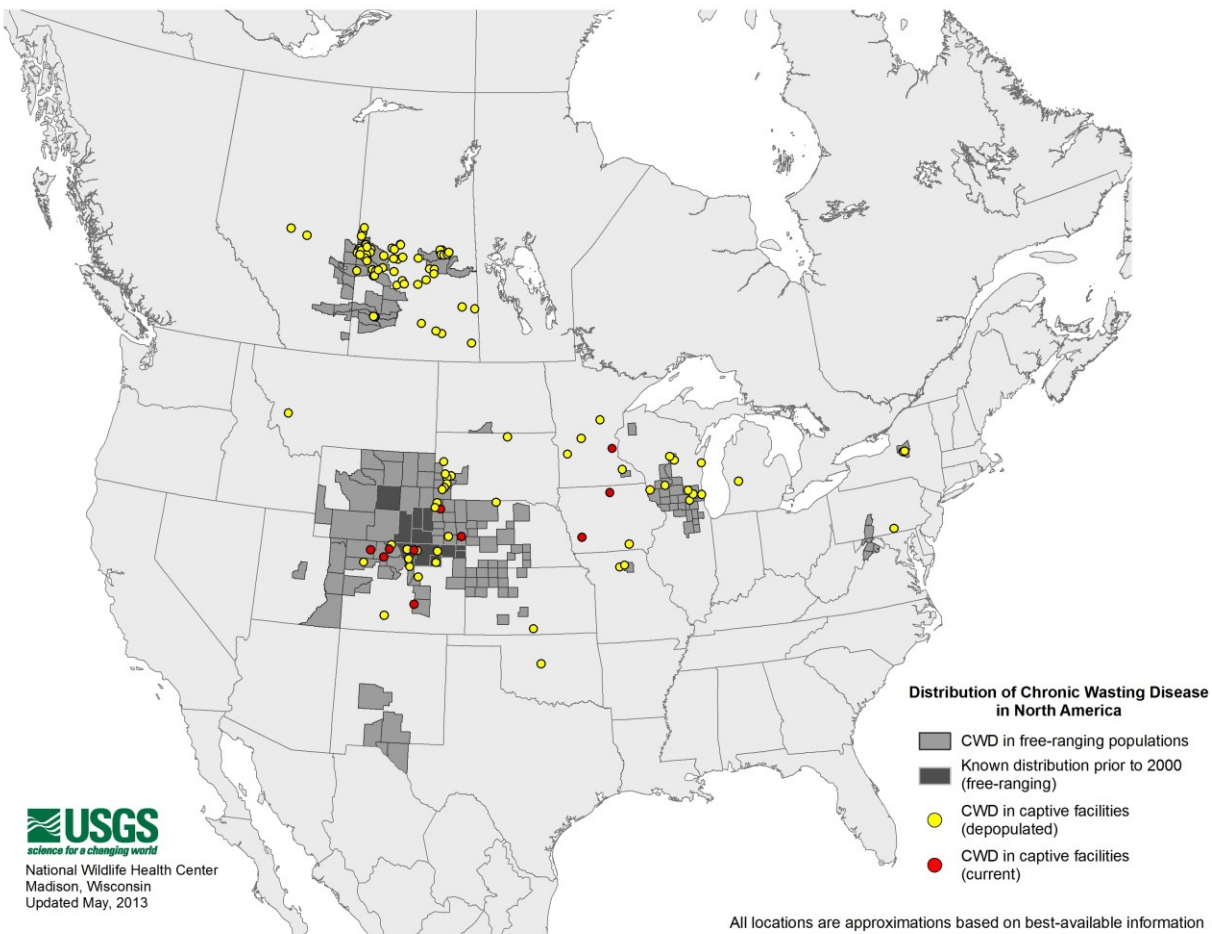 Distribution of Chronic Wasting Disease
in North America
CWD in free-ranging populations
Known distribution prior to 2000
(free-ranging)
CWD in captive facilities
(depopulated)
CWD in captive facilities
(current)
USGS
science for a changing world
National Wildlife Health Center
Madison, Wisconsin
Updated May, 2013
All locations are approximations based on best-available information